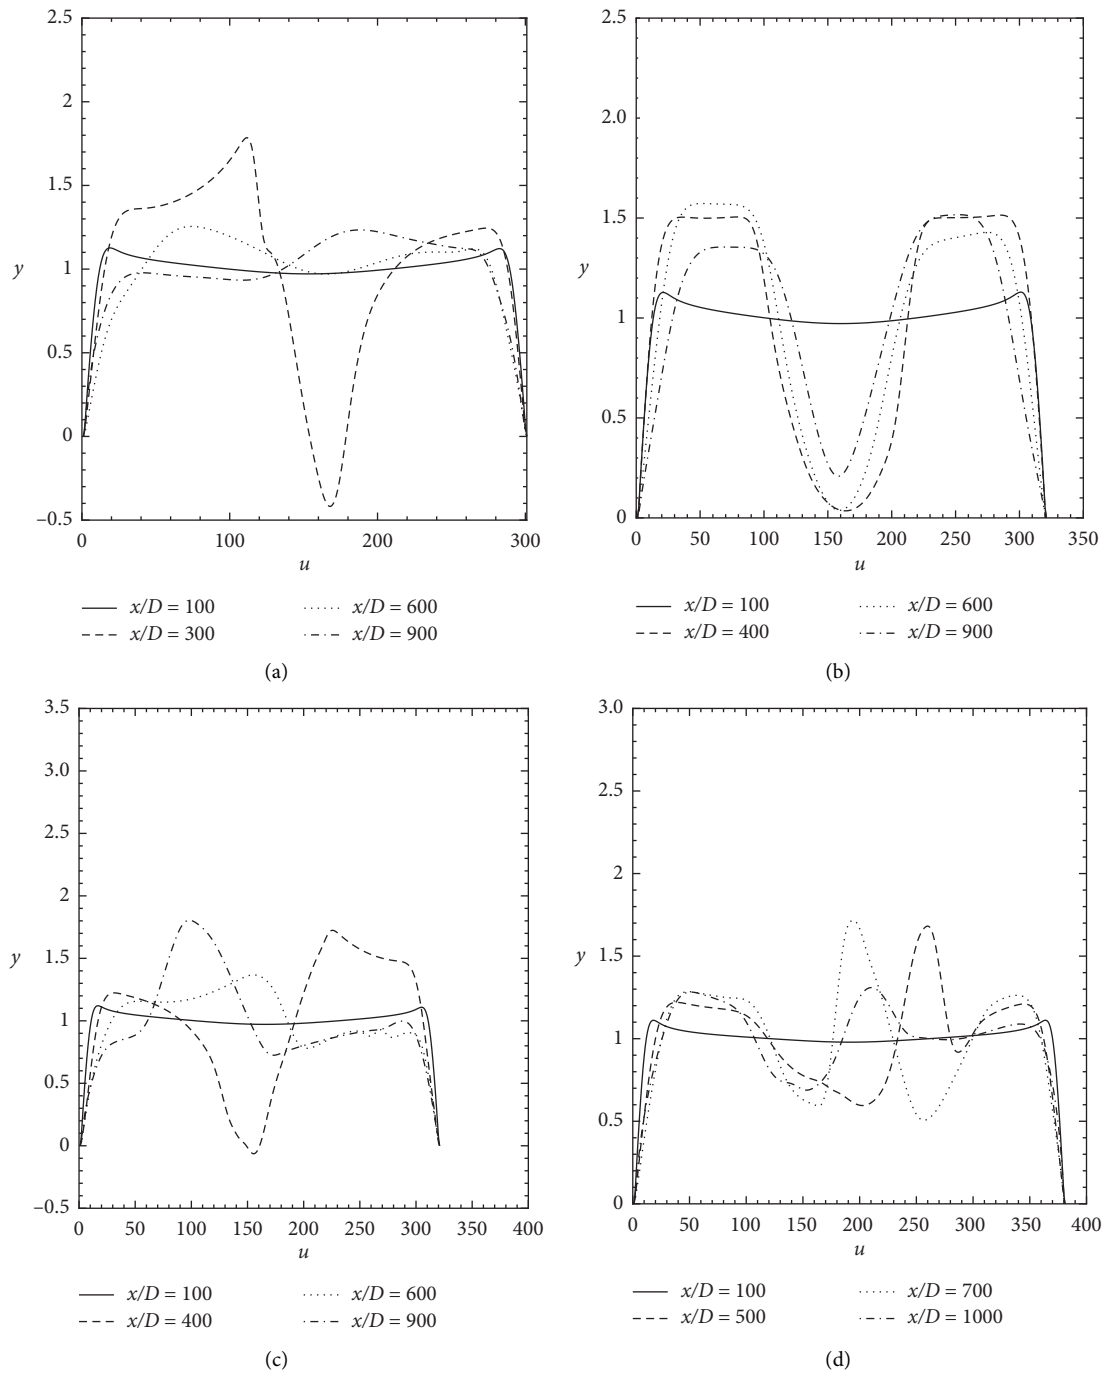 2.5
2
1.5
1
0.5
0
–0.5
y
0 100 200 300
u
x/D = 100
x/D = 300
x/D = 600
x/D = 900
(a)
2.5
2.0
1.5
1
0.5
0
y
0 50 100 150 200 250 300 350
u
x/D = 100
x/D = 400
x/D = 600
x/D = 900
(b)
3.5
3.0
2.5
2
1.5
1
0.5
0
–0.5
y
0 50 100 150 200 250 300 350 400
u
x/D = 100
x/D = 400
x/D = 600
x/D = 900
(c)
3.0
2.5
2
1.5
1
0.5
0
y
0 50 100 150 200 250 300 350 400
u
x/D = 100
x/D = 500
x/D = 700
x/D = 1000
(d)